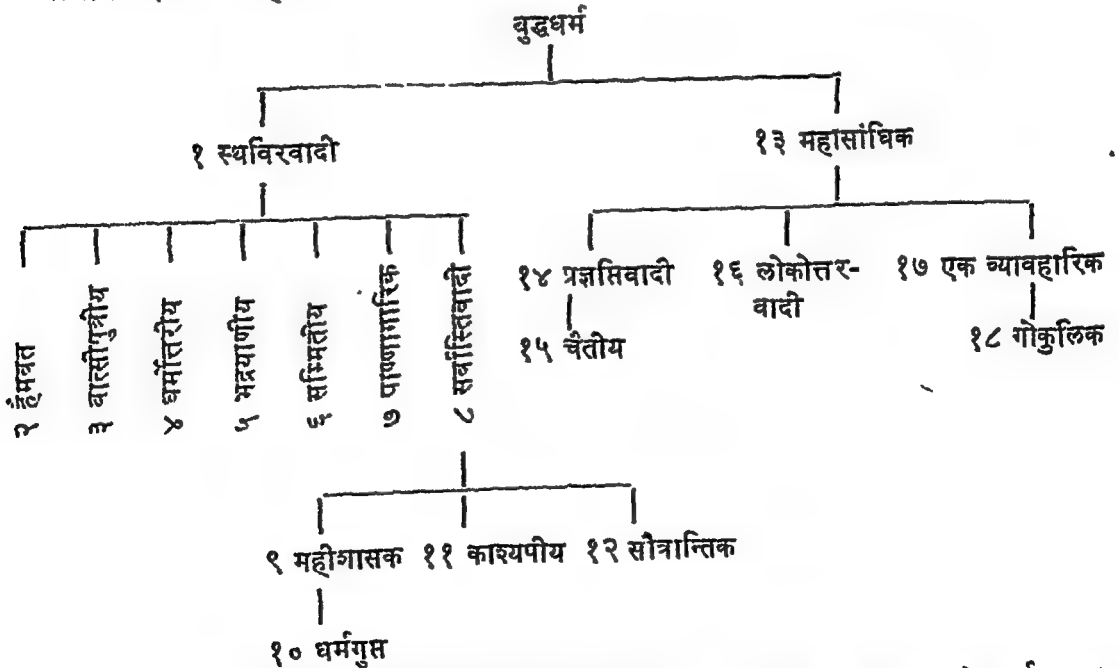 बुद्धधर्म
१ स्थविरवादी
१३ महासांघिक
२ हैमवत
३ वात्सीपुत्रीय
४ धर्मोत्तरीय
५ भद्रयाणीय
६ सम्मितीय
७ षाण्णागारिक
८ सर्वास्तिवादी
१४ प्रज्ञप्तिवादी
१६ लोकोत्तर-
वादी
१७ एक व्यावहारिक
१५ चैतीय
१८ गोकुलिक
९ महीशासक ११ काश्यपीय १२ सौत्रान्तिक
१० धर्मगुप्त